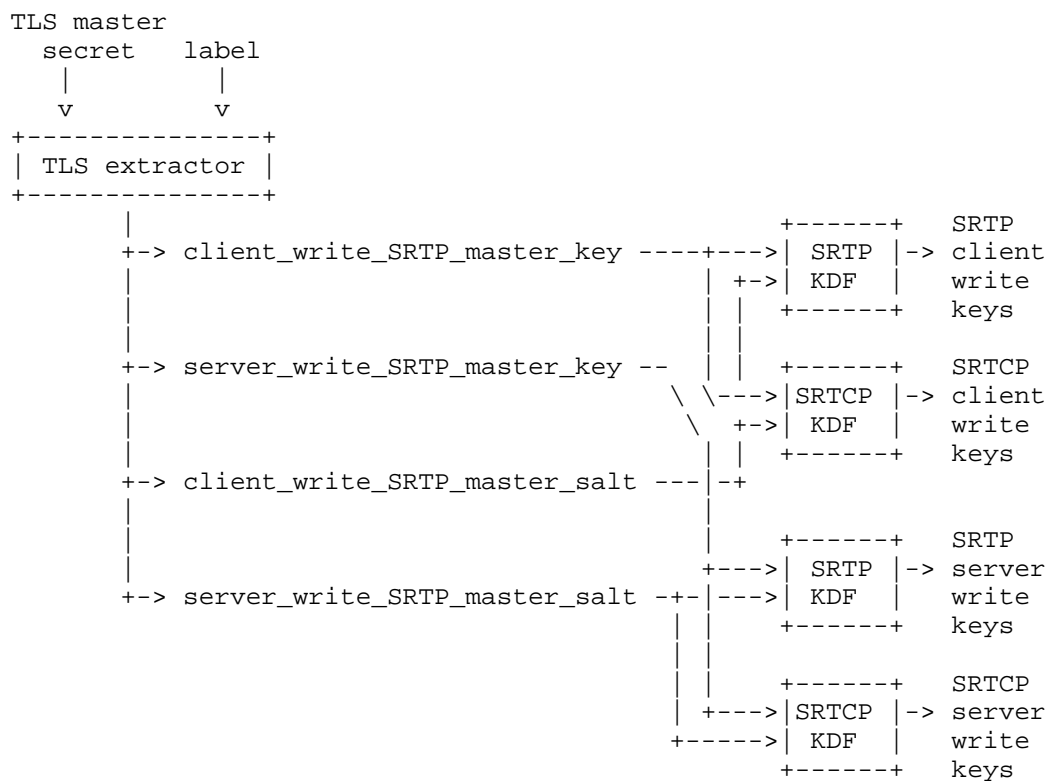 TLS master
secret label
TLS extractor
SRTP
client_write_SRTP_master_key SRTP client
KDF write
keys
server_write_SRTP_master_key SRTCP
SRTCP client
KDF write
keys
client_write_SRTP_master_salt
SRTP
SRTP server
server_write_SRTP_master_salt KDF write
keys
SRTCP
SRTCP server
KDF write
keys